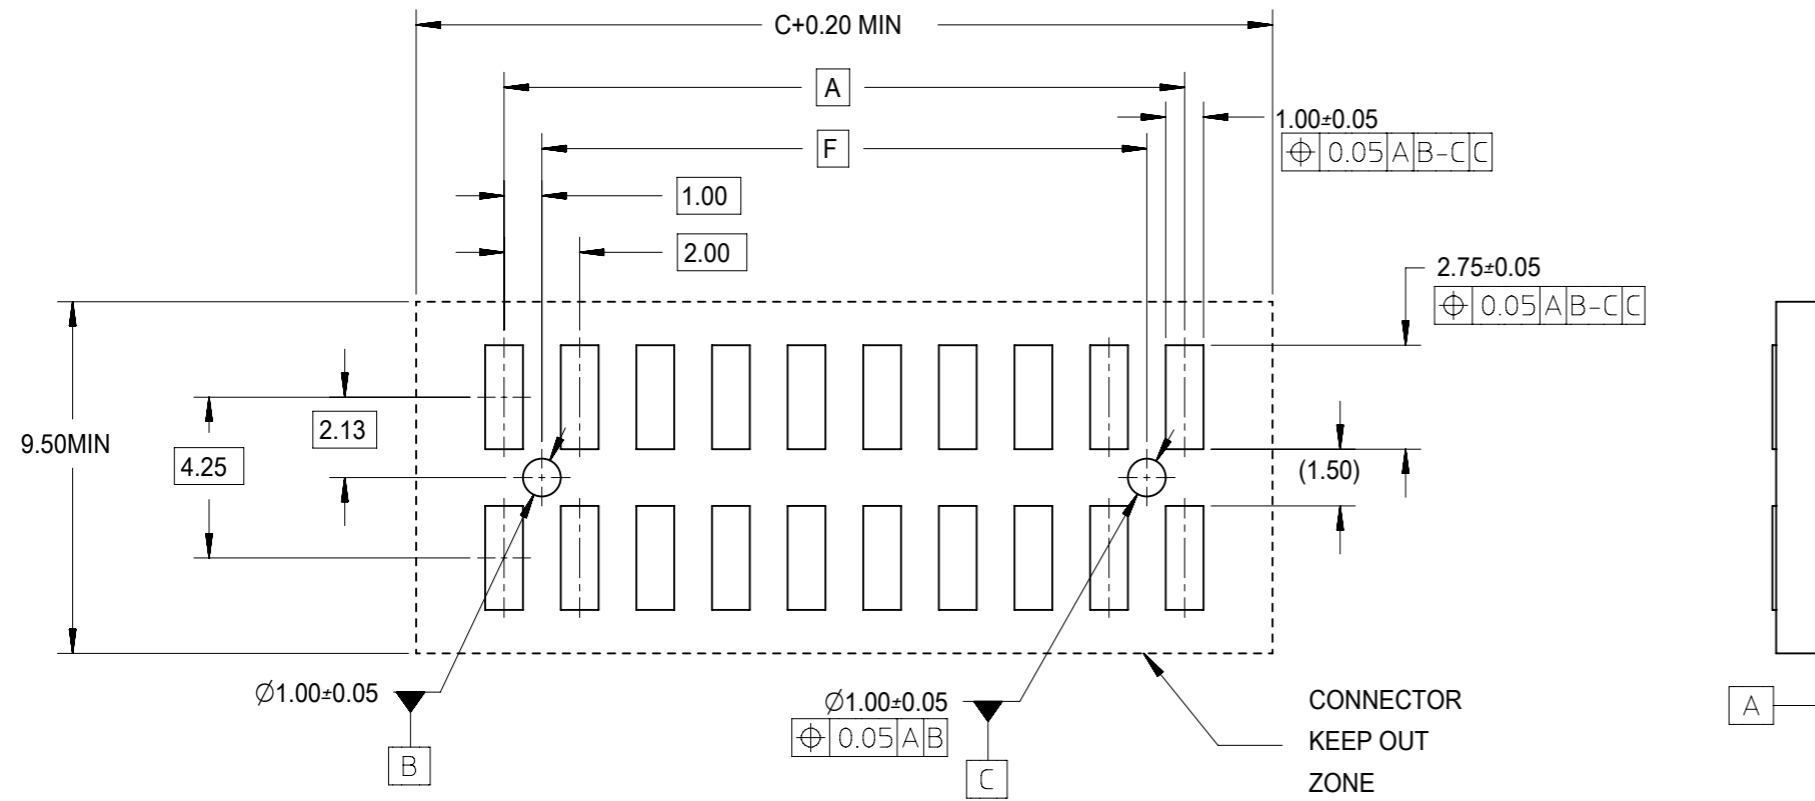 C+0.20 MIN
A
F
1.00±0.05
⌖ 0.05 A B-C C
1.00
2.00
2.75±0.05
⌖ 0.05 A B-C C
9.50MIN
2.13
4.25
(1.50)
Ø1.00±0.05
B
Ø1.00±0.05
⌖ 0.05 A B
C
CONNECTOR
KEEP OUT
ZONE
A